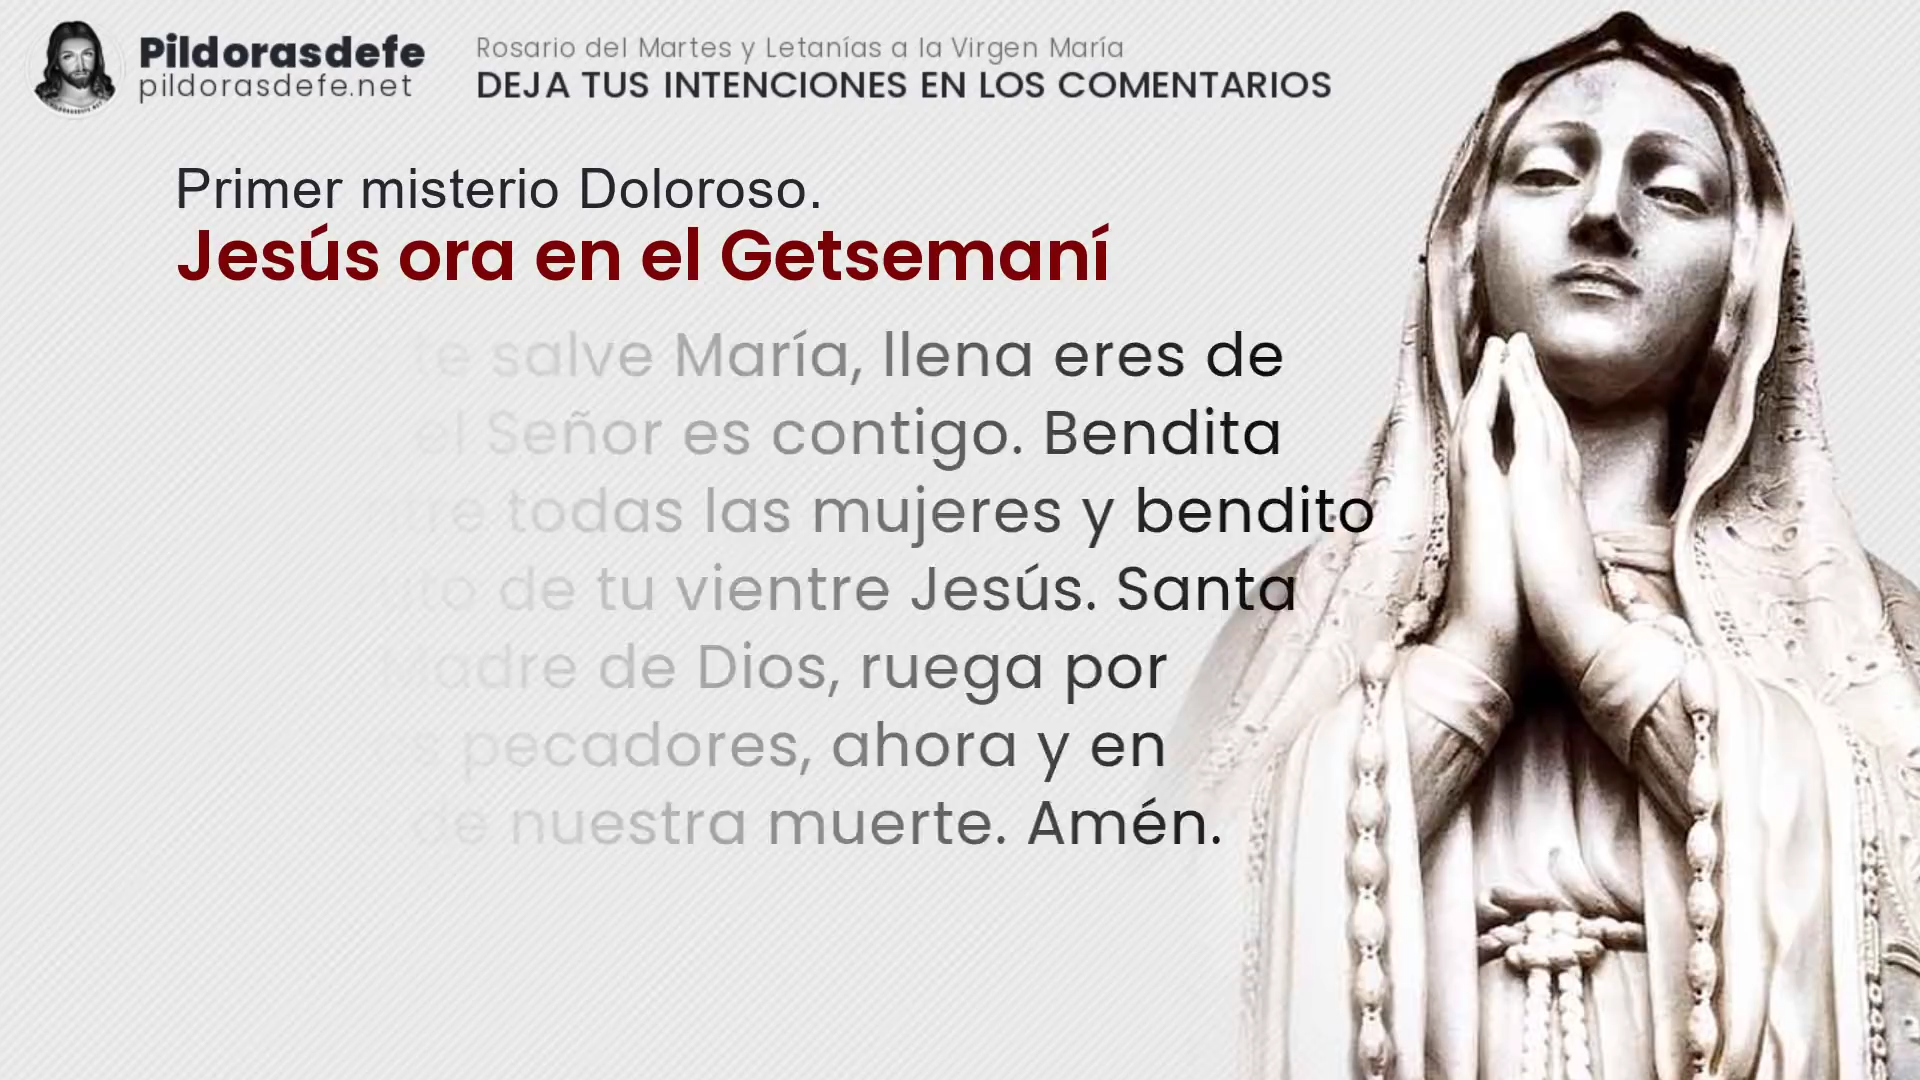 Pildorasdefe
pildorasdefe.net
Rosario del Martes y Letanías a la Virgen María
DEJA TUS INTENCIONES EN LOS COMENTARIOS
Primer misterio Doloroso.
Jesús ora en el Getsemaní
salve María, llena eres de
el Señor es contigo. Bendita
todas las mujeres y bendito
de tu vientre Jesús. Santa
de Dios, ruega por
pecadores, ahora y en
de nuestra muerte. Amén.